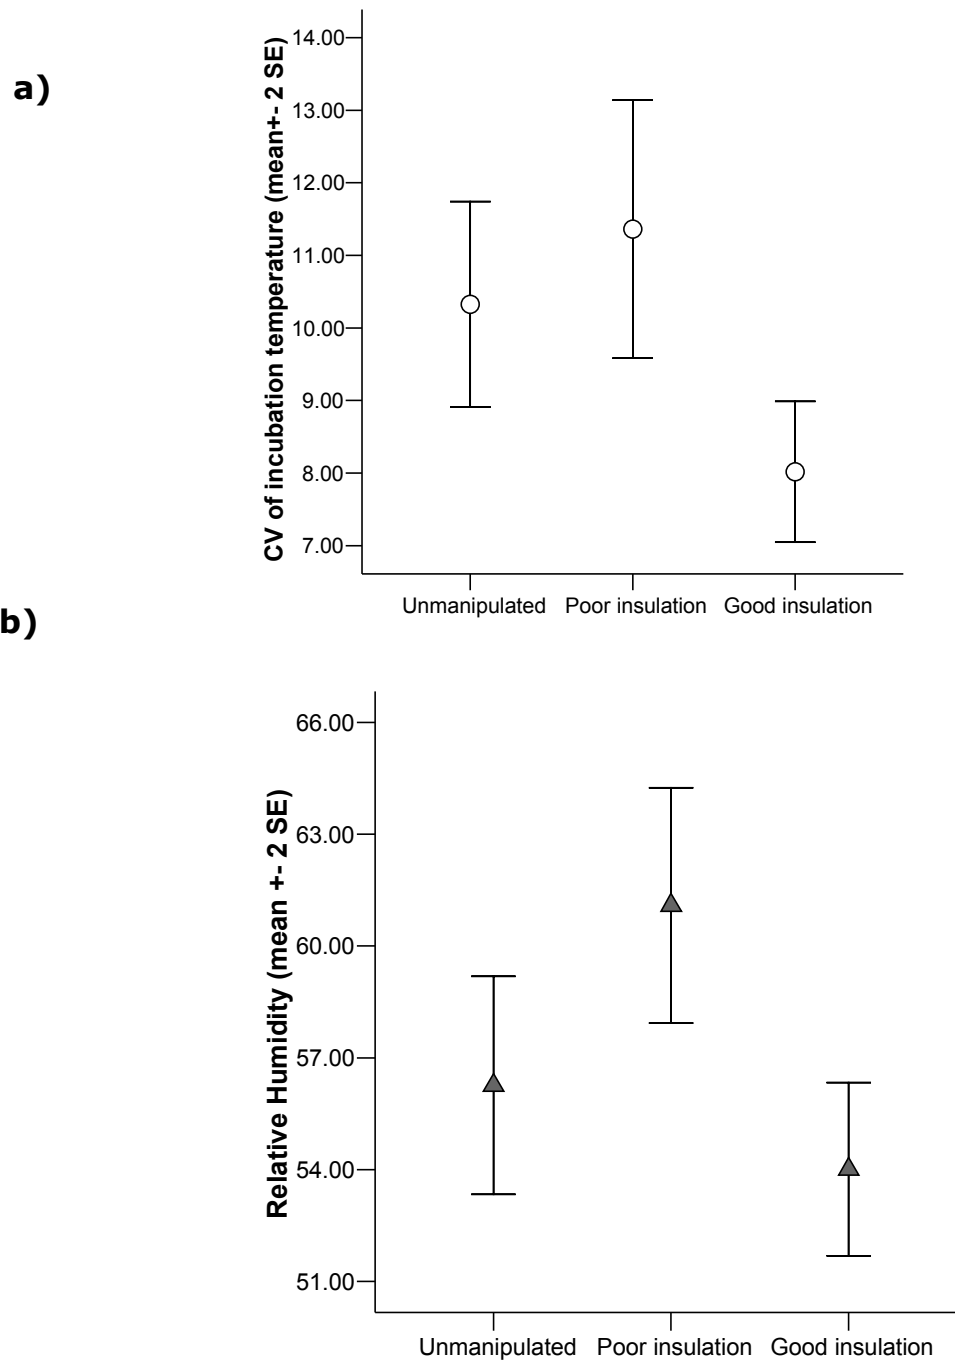 a)
CV of incubation temperature (mean+- 2 SE)
14.00
13.00
12.00
11.00
10.00
9.00
8.00
7.00
Unmanipulated Poor insulation Good insulation
b)
Relative Humidity (mean +- 2 SE)
66.00
63.00
60.00
57.00
54.00
51.00
Unmanipulated Poor insulation Good insulation